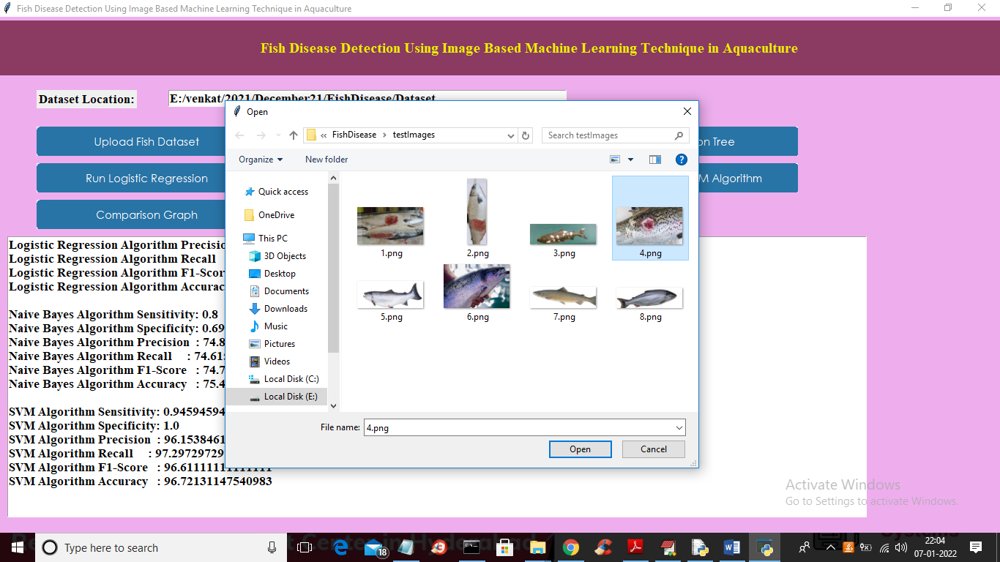 Fish Disease Detection Using Image Based Machine Learning Technique in Aquaculture
Fish Disease Detection Using Image Based Machine Learning Technique in Aquaculture
Dataset Location:
E:/venkat/2021/December21/FishDisease/Dataset
Upload Fish Dataset
on Tree
Run Logistic Regression
M Algorithm
Comparison Graph
Open
« FishDisease › testImages
Search testImages
Organize
New folder
Quick access
OneDrive
This PC
3D Objects
Desktop
Documents
Downloads
Music
Pictures
Videos
Local Disk (C:)
Local Disk (E:)
1.png
2.png
3.png
4.png
5.png
6.png
7.png
8.png
File name: 4.png
Open
Cancel
Logistic Regression Algorithm Precisio
Logistic Regression Algorithm Recall
Logistic Regression Algorithm F1-Scor
Logistic Regression Algorithm Accurac
Naive Bayes Algorithm Sensitivity: 0.8
Naive Bayes Algorithm Specificity: 0.69
Naive Bayes Algorithm Precision : 74.8
Naive Bayes Algorithm Recall : 74.61
Naive Bayes Algorithm F1-Score : 74.7
Naive Bayes Algorithm Accuracy : 75.4
SVM Algorithm Sensitivity: 0.94594594
SVM Algorithm Specificity: 1.0
SVM Algorithm Precision : 96.1538461
SVM Algorithm Recall : 97.29729729
SVM Algorithm F1-Score : 96.61111111111111
SVM Algorithm Accuracy : 96.72131147540983
Activate Windows
Go to Settings to activate Windows.
Type here to search
18
22:04
07-01-2022